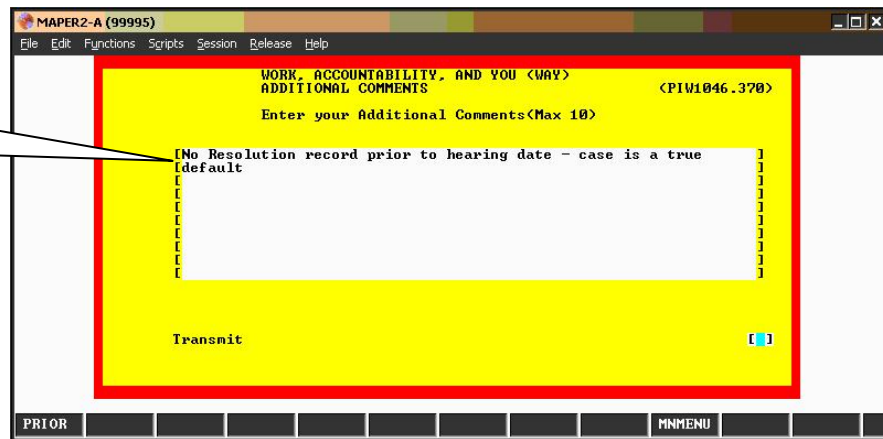 MAPER2-A (99995)
File Edit Functions Scripts Session Release Help
WORK, ACCOUNTABILITY, AND YOU (WAY)
ADDITIONAL COMMENTS (PIW1046.370)
Enter your Additional Comments(Max 10)
[No Resolution record prior to hearing date - case is a true ]
[default ]
[ ]
[ ]
[ ]
[ ]
[ ]
[ ]
[ ]
[ ]
Transmit [ ]
PRIOR MNMENU